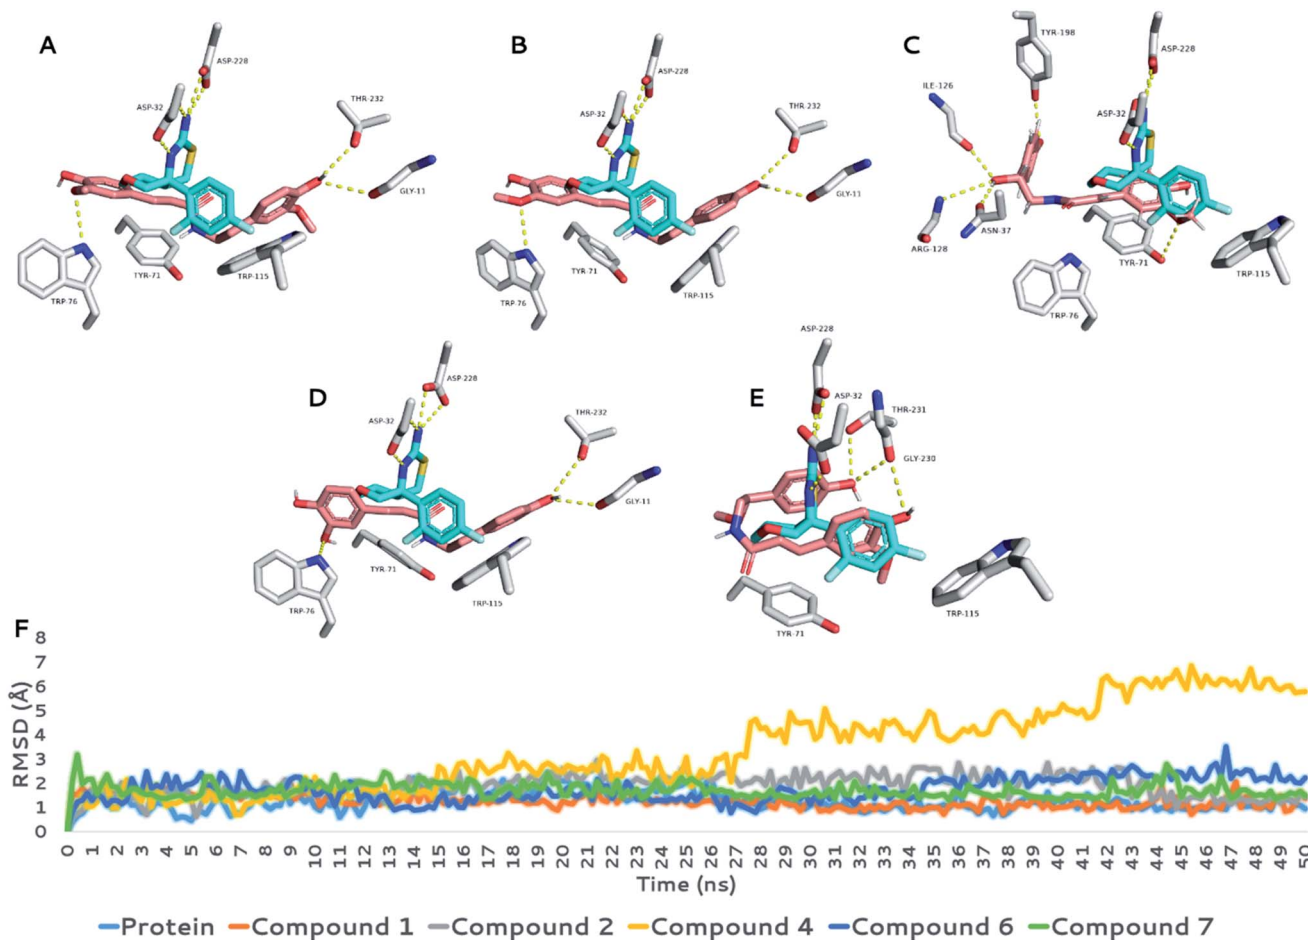 A
ASP-228
ASP-32
THR-232
GLY-11
TRP-76
TYR-71
TRP-115
B
ASP-228
ASP-32
THR-232
GLY-11
TRP-76
TYR-71
TRP-115
C
TYR-198
ASP-228
ILE-126
ASP-32
ARG-128
ASN-37
TYR-71
TRP-76
TRP-115
D
ASP-228
ASP-32
THR-232
GLY-11
TRP-76
TYR-71
TRP-115
E
ASP-228
ASP-32
THR-231
GLY-230
TYR-71
TRP-115
F
RMSD (Å)
8
7
6
5
4
3
2
1
0
0 1 2 3 4 5 6 7 8 9 10 11 12 13 14 15 16 17 18 19 20 21 22 23 24 25 26 27 28 29 30 31 32 33 34 35 36 37 38 39 40 41 42 43 44 45 46 47 48 49 50
Time (ns)
Protein Compound 1 Compound 2 Compound 4 Compound 6 Compound 7